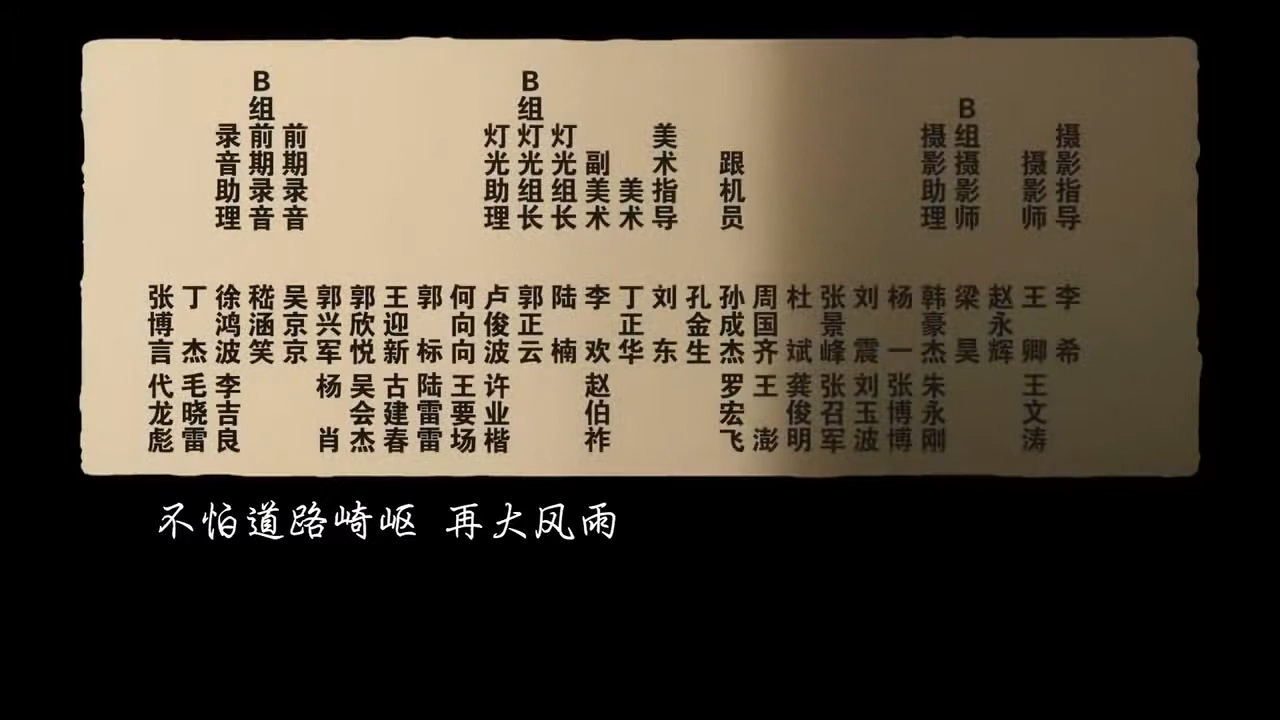 摄影指导
李希
摄影师
王卿
王文涛
赵永辉
B组摄影师
梁昊
摄影助理
韩豪杰
朱永刚
杨一
张博博
刘震
刘玉波
张景峰
张召军
杜斌
龚俊明
周国齐
王澎
跟机员
孙成杰
罗宏飞
孔金生
美术指导
刘东
美术
丁正华
副美术
李欢
赵伯祚
灯光组长
陆楠
B组灯光组长
郭正云
灯光助理
卢俊波
许业楷
何向向
王要场
郭标
陆雷雷
王迎新
古建春
郭欣悦
吴会杰
郭兴军
杨肖
前期录音
吴京京
B组前期录音
嵇涵笑
录音助理
徐鸿波
李吉良
丁杰
毛晓雷
张博言
代龙彪
不怕道路崎岖 再大风雨